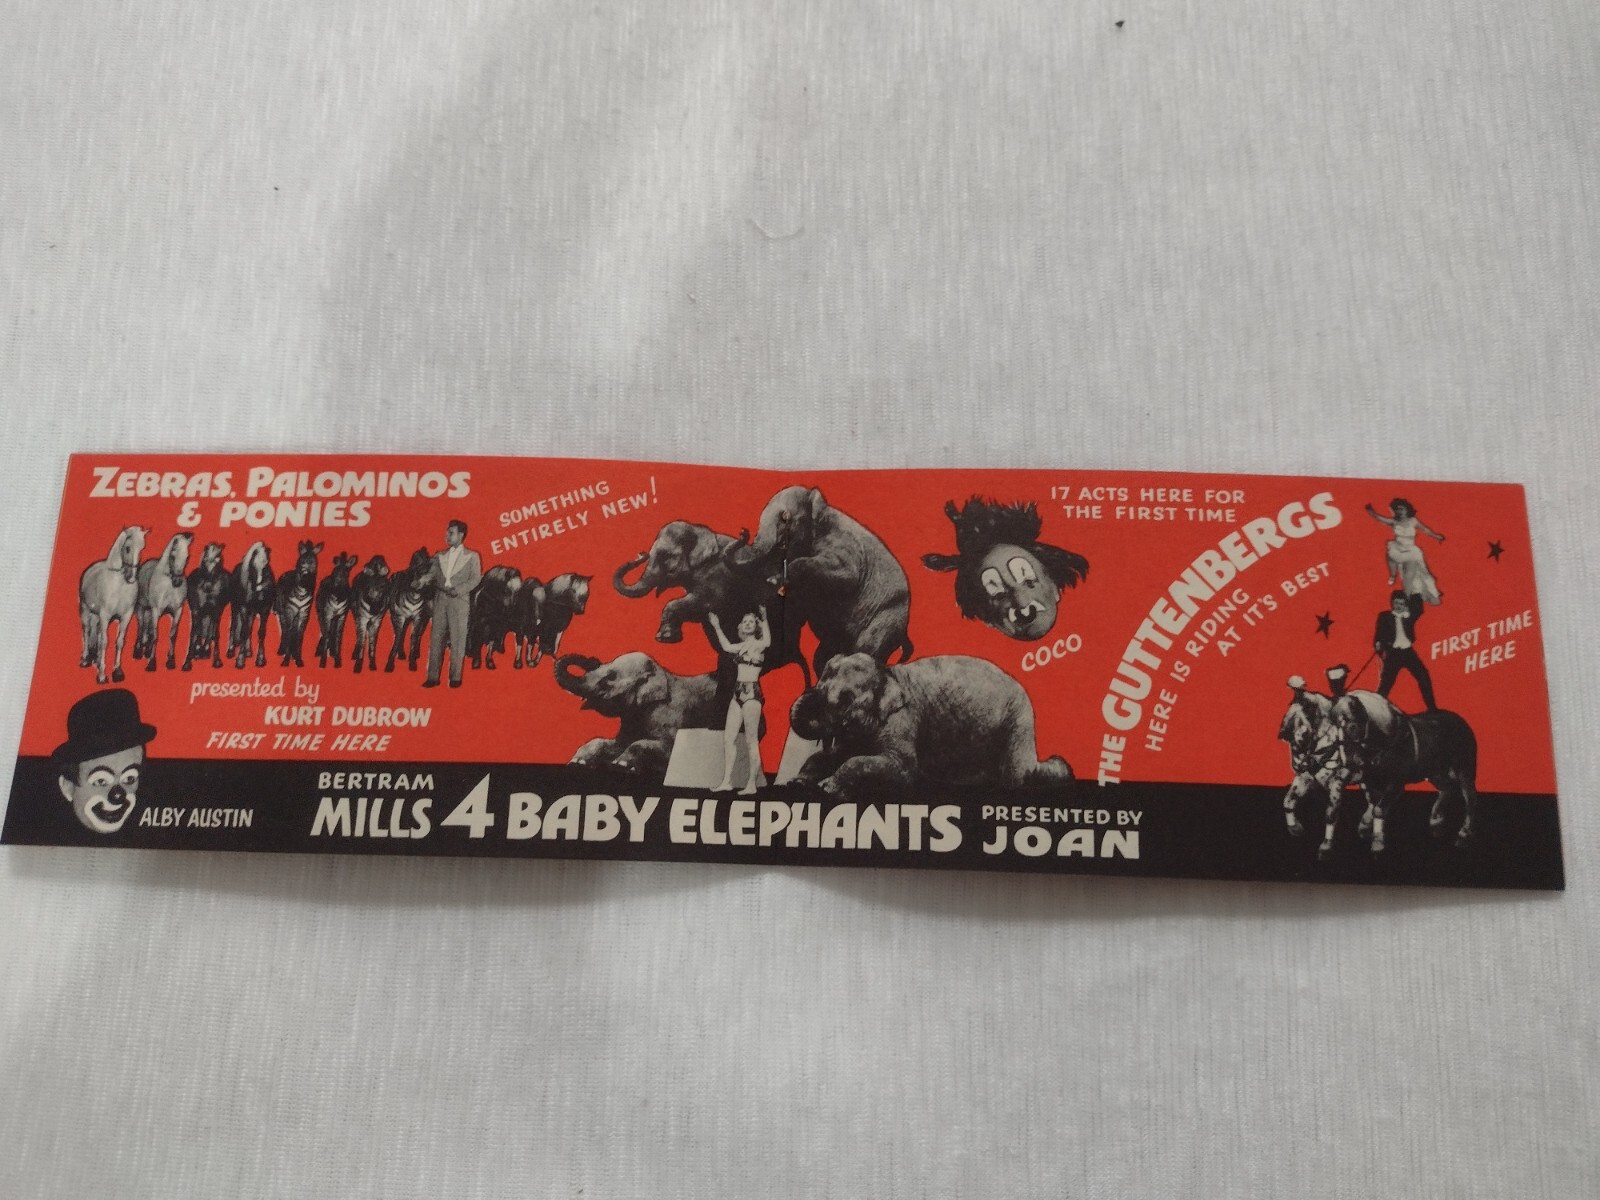 ZEBRAS, PALOMINOS
& PONIES
SOMETHING
ENTIRELY NEW!
presented by
KURT DUBROW
FIRST TIME HERE
ALBY AUSTIN
BERTRAM
MILLS 4 BABY ELEPHANTS
PRESENTED BY
JOAN
COCO
17 ACTS HERE FOR
THE FIRST TIME
THE GUTTENBERGS
HERE IS RIDING
AT IT'S BEST
FIRST TIME
HERE